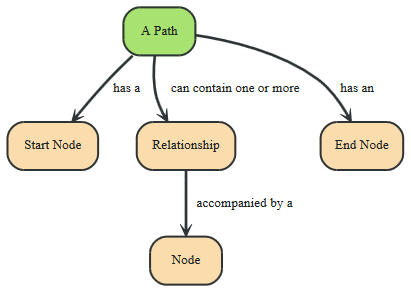 A Path
has a
can contain one or more
has an
Start Node
Relationship
End Node
accompanied by a
Node